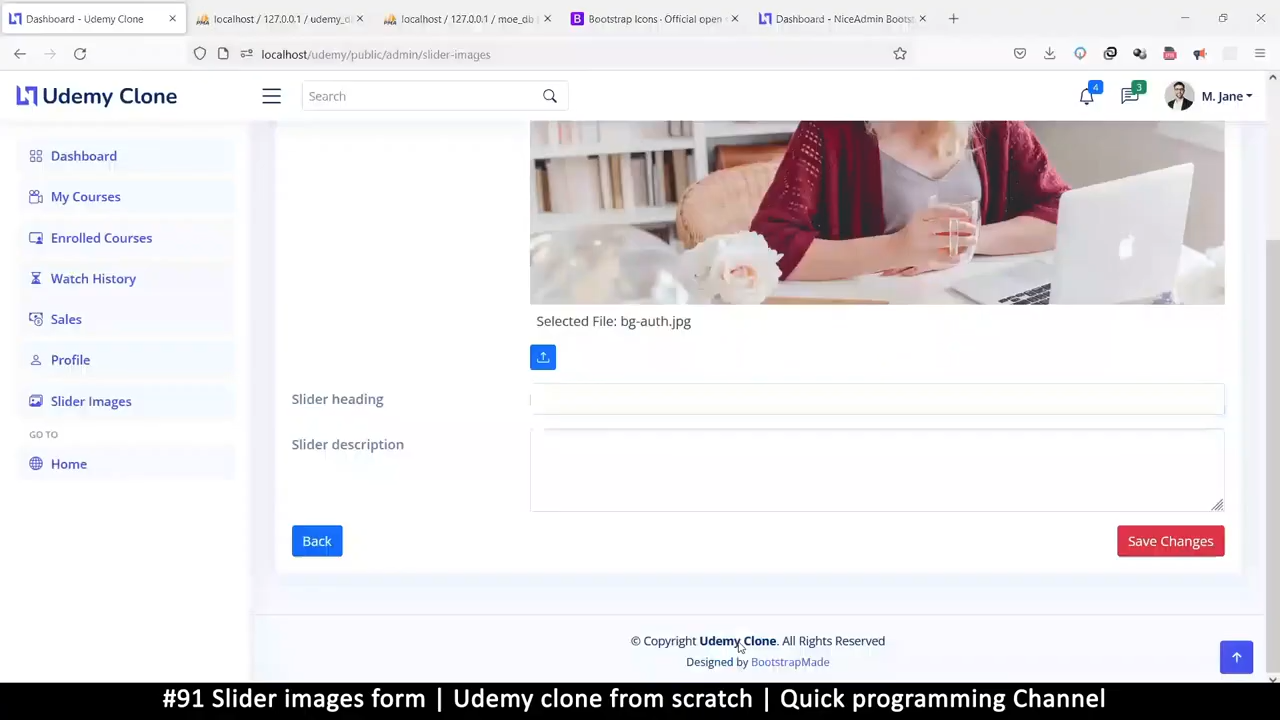 Dashboard - Udemy Clone
localhost / 127.0.0.1 / udemy_d
localhost / 127.0.0.1 / moe_db |
Bootstrap Icons · Official open
Dashboard - NiceAdmin Bootst
localhost/udemy/public/admin/slider-images
Udemy Clone
Search
4
3
M. Jane
Dashboard
My Courses
Enrolled Courses
Watch History
Sales
Profile
Slider Images
GO TO
Home
Selected File: bg-auth.jpg
Slider heading
Slider description
Back
Save Changes
© Copyright Udemy Clone. All Rights Reserved
Designed by BootstrapMade
#91 Slider images form | Udemy clone from scratch | Quick programming Channel